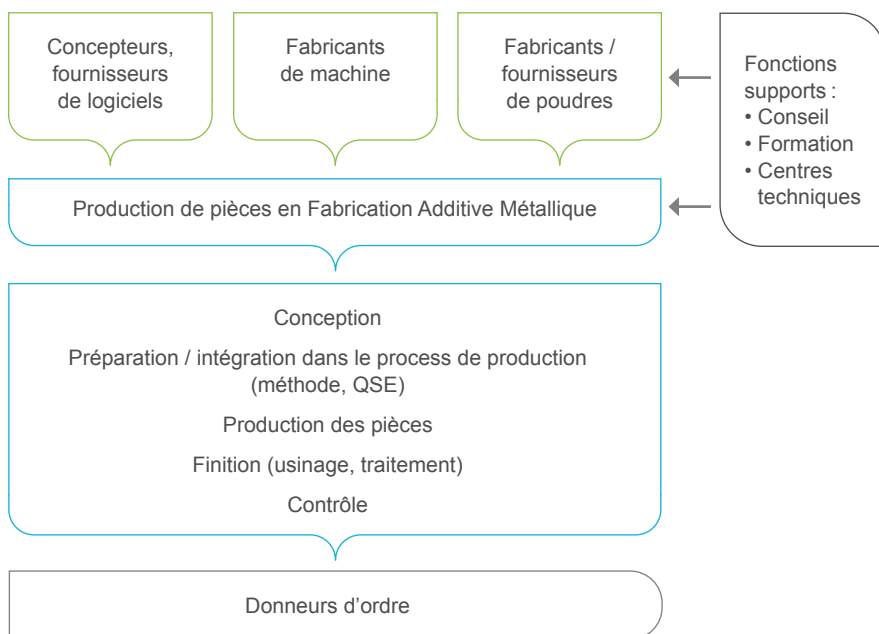 Concepteurs,
fournisseurs
de logiciels
Fabricants
de machine
Fabricants /
fournisseurs
de poudres
Fonctions
supports :
• Conseil
• Formation
• Centres
techniques
Production de pièces en Fabrication Additive Métallique
Conception
Préparation / intégration dans le process de production
(méthode, QSE)
Production des pièces
Finition (usinage, traitement)
Contrôle
Donneurs d’ordre